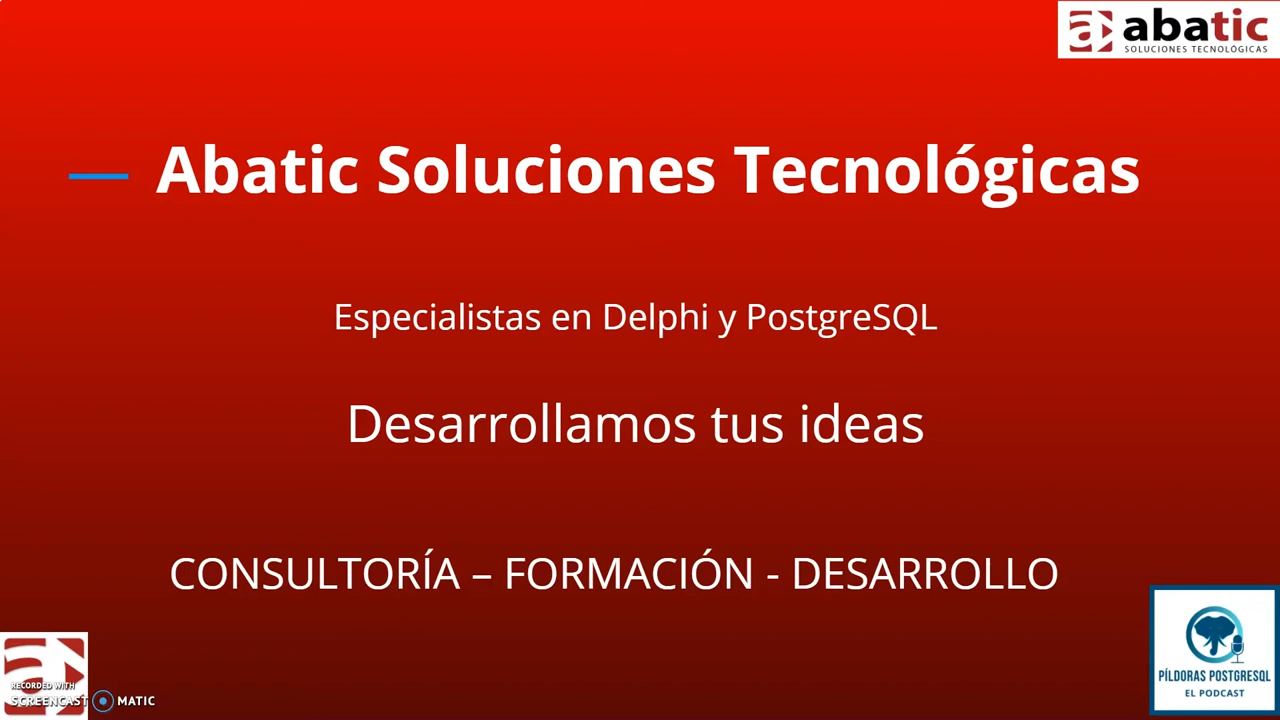 abatic
SOLUCIONES TECNOLÓGICAS
Abatic Soluciones Tecnológicas
Especialistas en Delphi y PostgreSQL
Desarrollamos tus ideas
CONSULTORÍA – FORMACIÓN - DESARROLLO
RECORDED WITH
SCREENCAST MATIC
PÍLDORAS POSTGRESQL
EL PODCAST